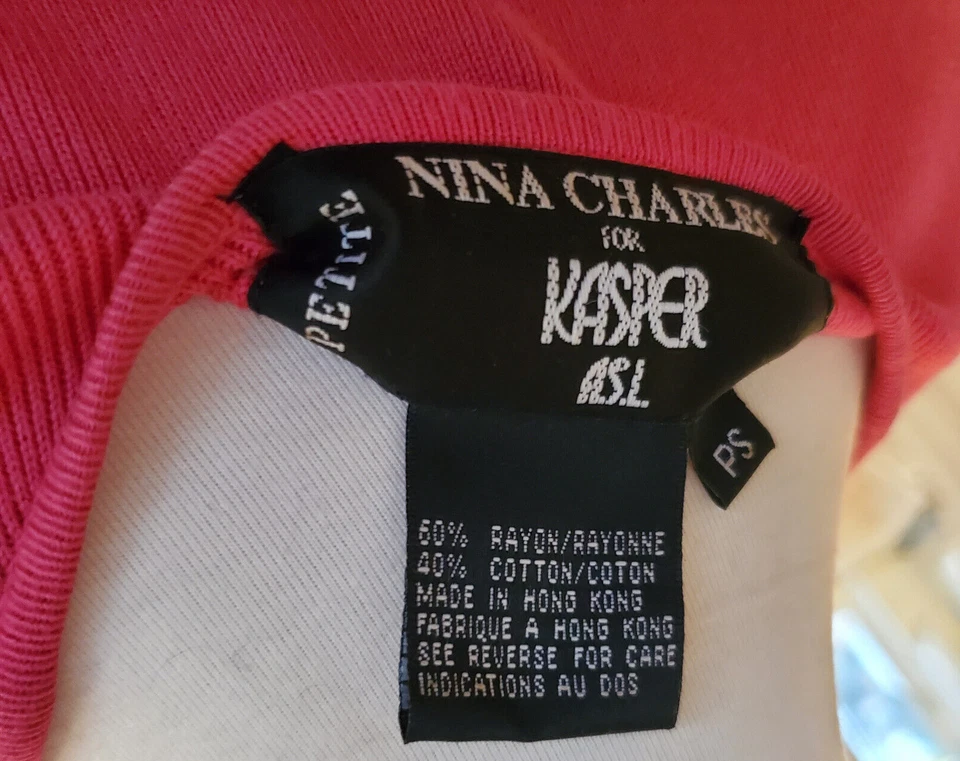 NINA CHARLES
FOR
KASPER
A.S.L
PETITE
PS
60% RAYON/RAYONNE
40% COTTON/COTON
MADE IN HONG KONG
FABRIQUE A HONG KONG
SEE REVERSE FOR CARE
INDICATIONS AU DOS